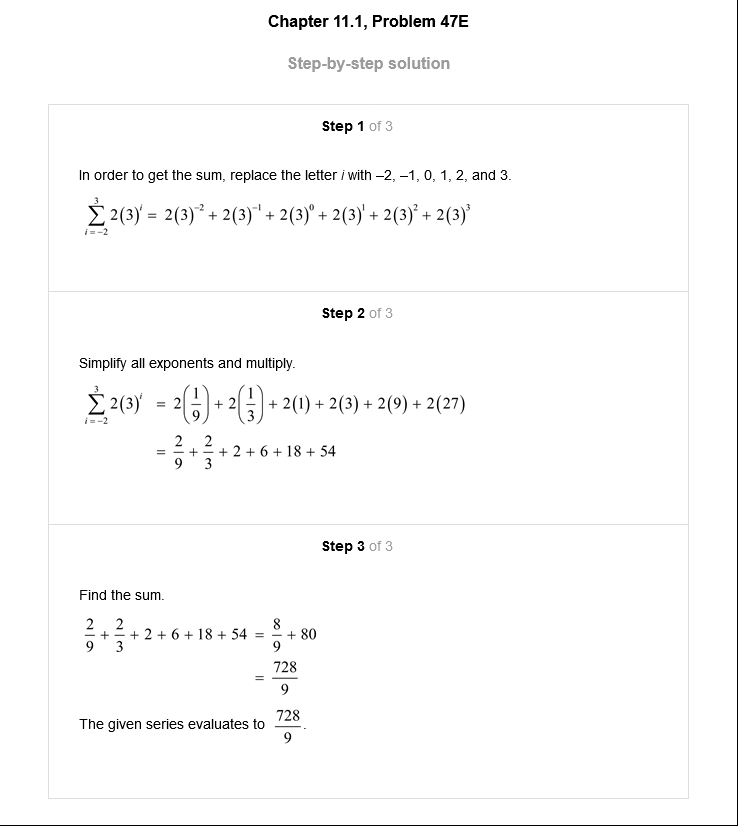 Chapter 11.1, Problem 47E
Step-by-step solution
Step 1 of 3
In order to get the sum, replace the letter i with –2, –1, 0, 1, 2, and 3.
\sum_{i=-2}^{3} 2(3)^i = 2(3)^{-2} + 2(3)^{-1} + 2(3)^0 + 2(3)^1 + 2(3)^2 + 2(3)^3
Step 2 of 3
Simplify all exponents and multiply.
\sum_{i=-2}^{3} 2(3)^i = 2\left(\frac{1}{9}\right) + 2\left(\frac{1}{3}\right) + 2(1) + 2(3) + 2(9) + 2(27)
= \frac{2}{9} + \frac{2}{3} + 2 + 6 + 18 + 54
Step 3 of 3
Find the sum.
\frac{2}{9} + \frac{2}{3} + 2 + 6 + 18 + 54 = \frac{8}{9} + 80
= \frac{728}{9}
The given series evaluates to \frac{728}{9}.